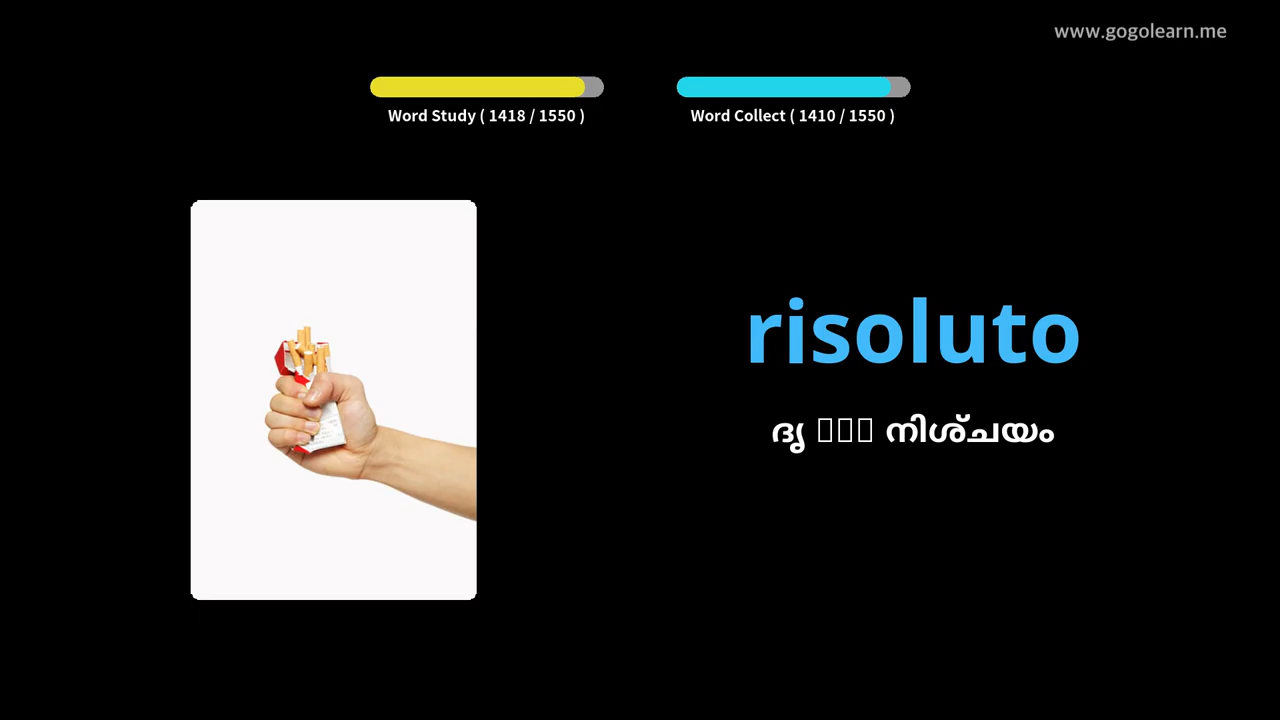 www.gogolearn.me
Word Study ( 1418 / 1550 )
Word Collect ( 1410 / 1550 )
risoluto
ദൃ നിശ്ചയം